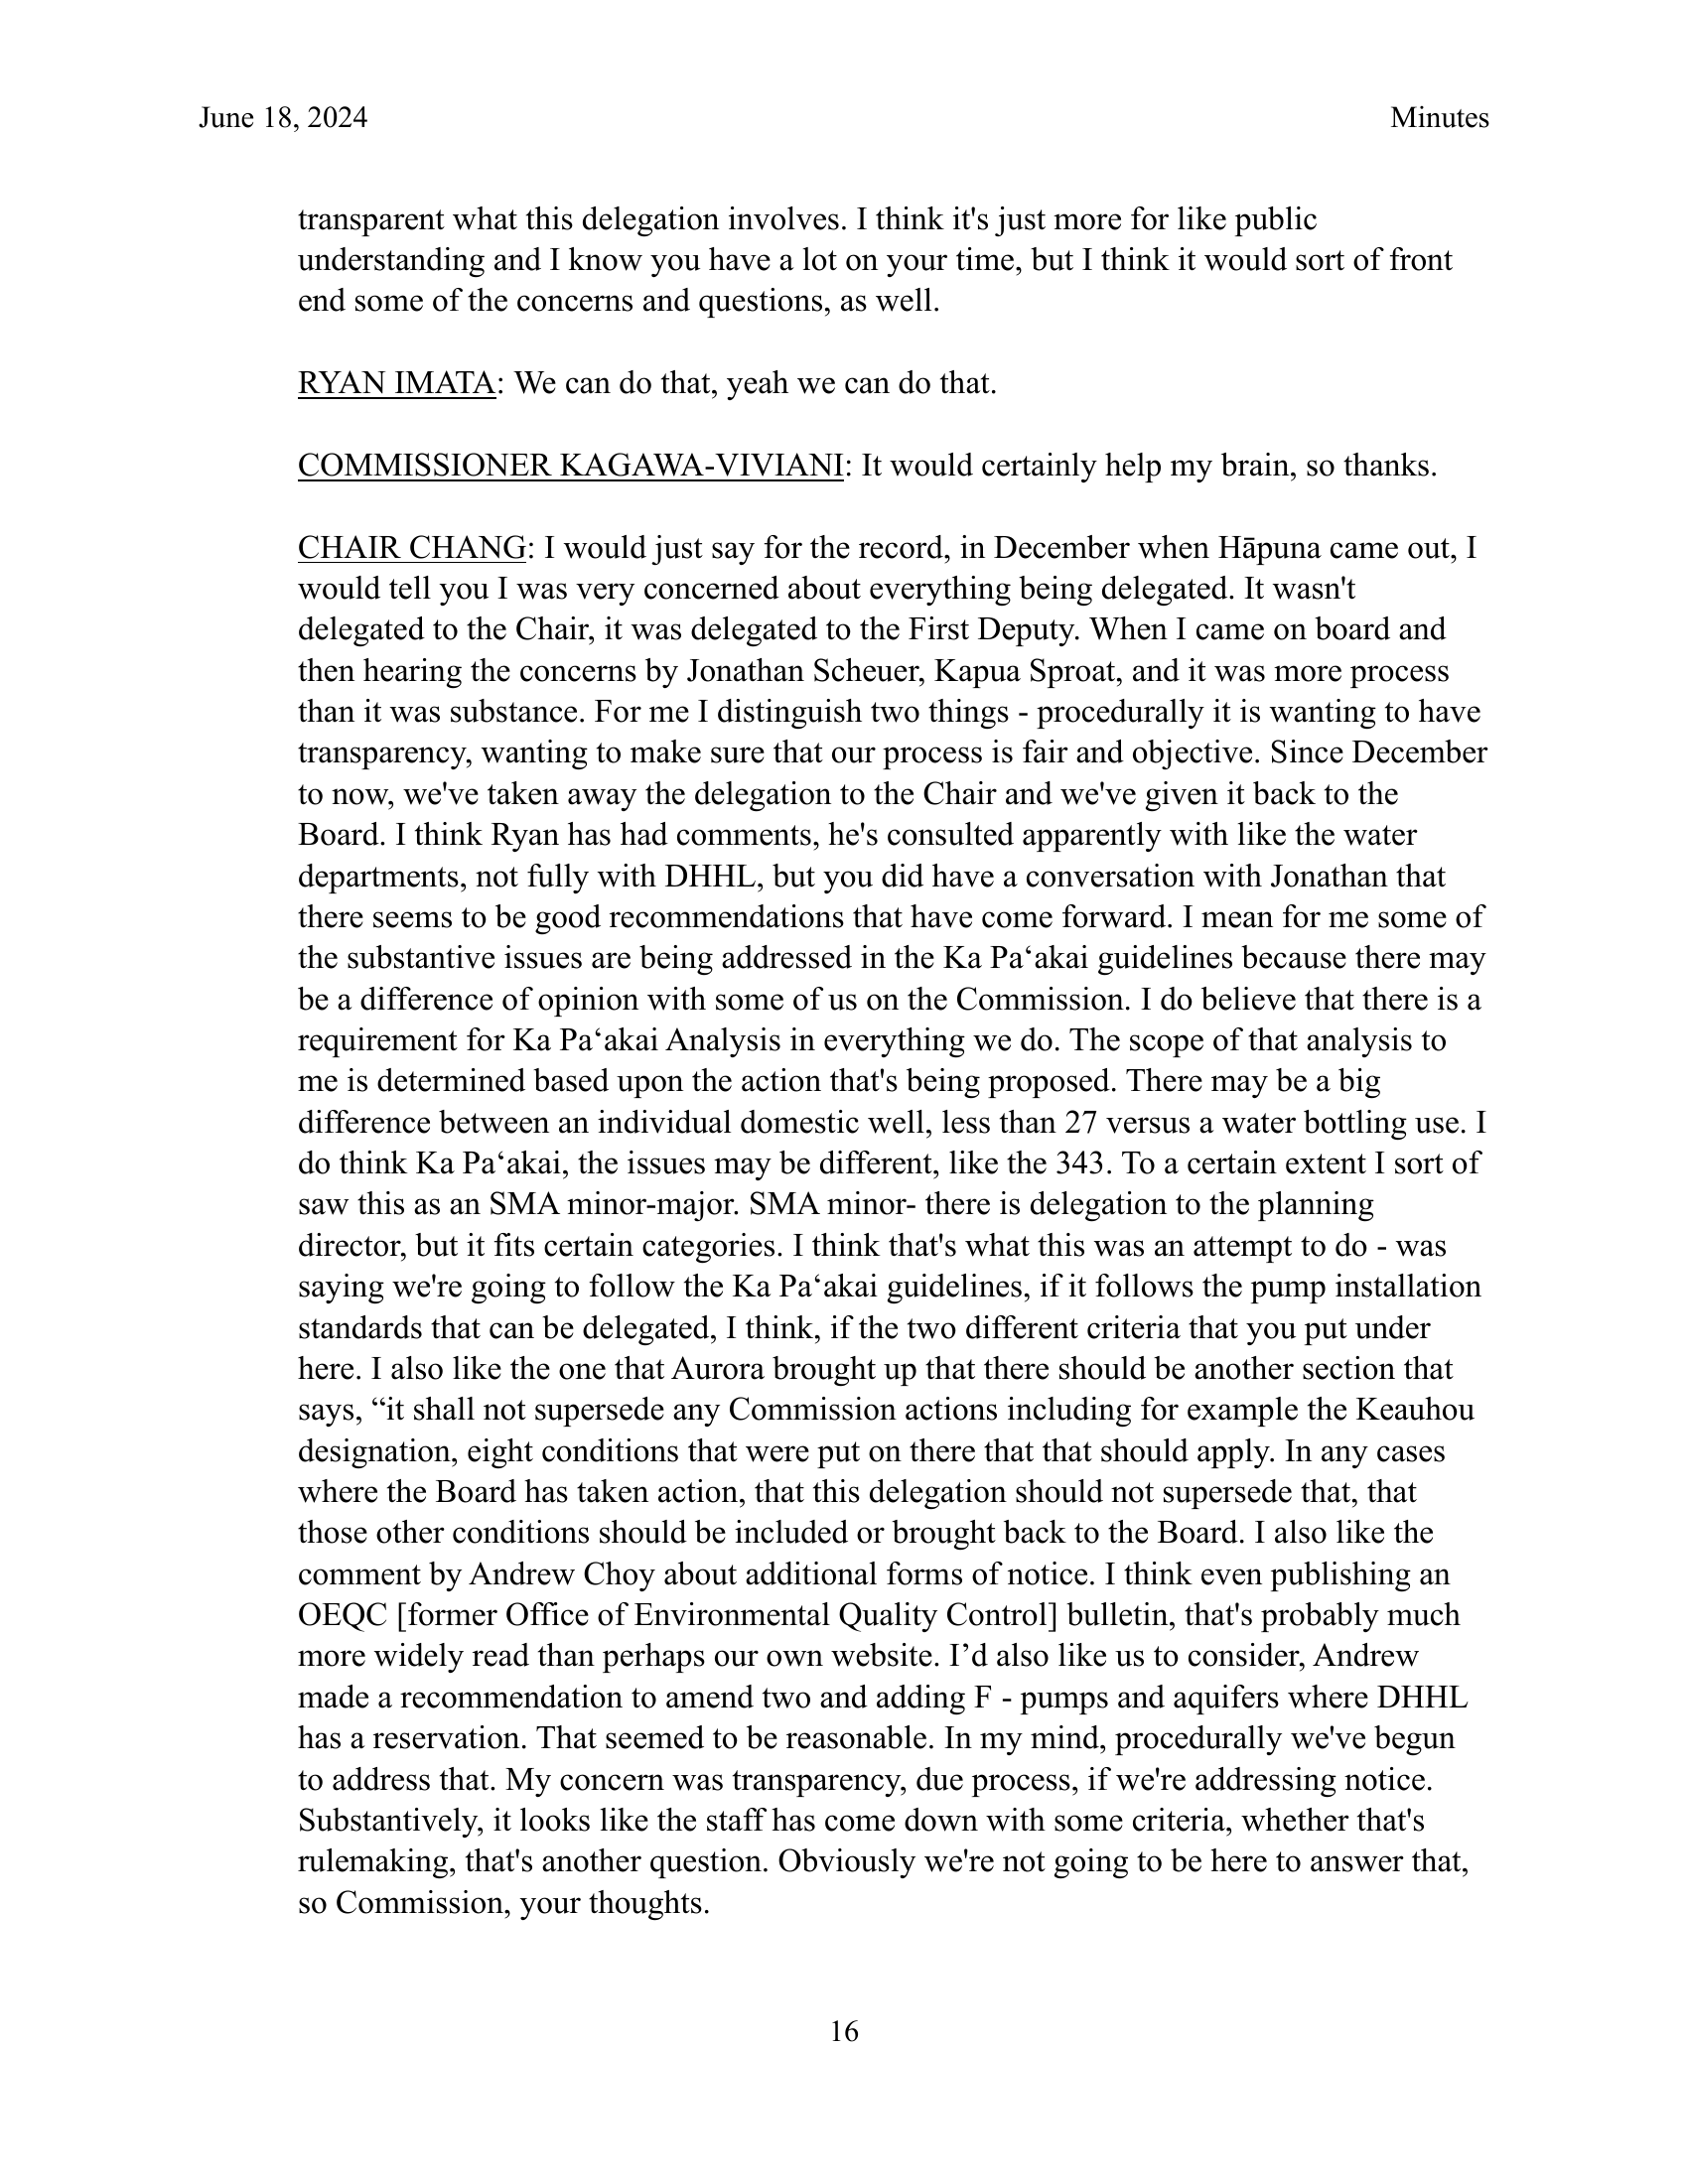 June 18, 2024 Minutes
transparent what this delegation involves. I think it's just more for like public
understanding and I know you have a lot on your time, but I think it would sort of front
end some of the concerns and questions, as well.
RYAN IMATA: We can do that, yeah we can do that.
COMMISSIONER KAGAWA-VIVIANI: It would certainly help my brain, so thanks.
CHAIR CHANG: I would just say for the record, in December when Hāpuna came out, I
would tell you I was very concerned about everything being delegated. It wasn't
delegated to the Chair, it was delegated to the First Deputy. When I came on board and
then hearing the concerns by Jonathan Scheuer, Kapua Sproat, and it was more process
than it was substance. For me I distinguish two things - procedurally it is wanting to have
transparency, wanting to make sure that our process is fair and objective. Since December
to now, we've taken away the delegation to the Chair and we've given it back to the
Board. I think Ryan has had comments, he's consulted apparently with like the water
departments, not fully with DHHL, but you did have a conversation with Jonathan that
there seems to be good recommendations that have come forward. I mean for me some of
the substantive issues are being addressed in the Ka Pa‘akai guidelines because there may
be a difference of opinion with some of us on the Commission. I do believe that there is a
requirement for Ka Pa‘akai Analysis in everything we do. The scope of that analysis to
me is determined based upon the action that's being proposed. There may be a big
difference between an individual domestic well, less than 27 versus a water bottling use. I
do think Ka Pa‘akai, the issues may be different, like the 343. To a certain extent I sort of
saw this as an SMA minor-major. SMA minor- there is delegation to the planning
director, but it fits certain categories. I think that's what this was an attempt to do - was
saying we're going to follow the Ka Pa‘akai guidelines, if it follows the pump installation
standards that can be delegated, I think, if the two different criteria that you put under
here. I also like the one that Aurora brought up that there should be another section that
says, “it shall not supersede any Commission actions including for example the Keauhou
designation, eight conditions that were put on there that that should apply. In any cases
where the Board has taken action, that this delegation should not supersede that, that
those other conditions should be included or brought back to the Board. I also like the
comment by Andrew Choy about additional forms of notice. I think even publishing an
OEQC [former Office of Environmental Quality Control] bulletin, that's probably much
more widely read than perhaps our own website. I’d also like us to consider, Andrew
made a recommendation to amend two and adding F - pumps and aquifers where DHHL
has a reservation. That seemed to be reasonable. In my mind, procedurally we've begun
to address that. My concern was transparency, due process, if we're addressing notice.
Substantively, it looks like the staff has come down with some criteria, whether that's
rulemaking, that's another question. Obviously we're not going to be here to answer that,
so Commission, your thoughts.
16